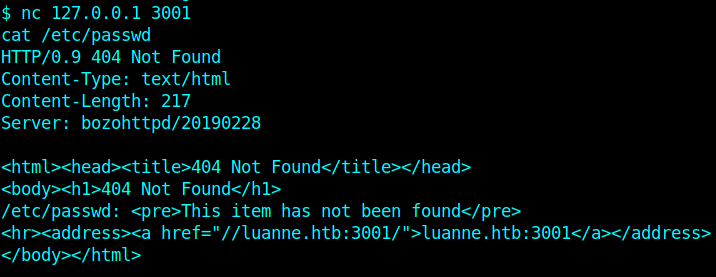 $ nc 127.0.0.1 3001
cat /etc/passwd
HTTP/0.9 404 Not Found
Content-Type: text/html
Content-Length: 217
Server: bozohttpd/20190228

<html><head><title>404 Not Found</title></head>
<body><h1>404 Not Found</h1>
/etc/passwd: <pre>This item has not been found</pre>
<hr><address><a href="//luanne.htb:3001/">luanne.htb:3001</a></address>
</body></html>